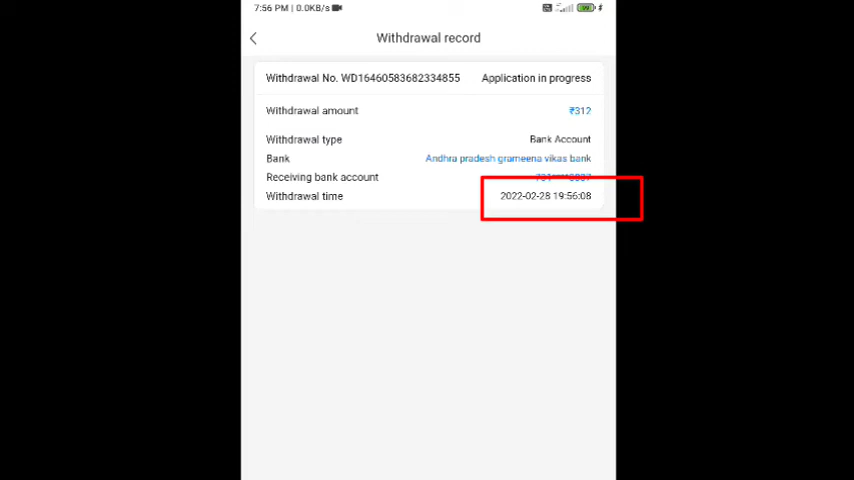 7:56 PM | 0.0KB/s
Withdrawal record
Withdrawal No. WD16460583682334855 Application in progress
Withdrawal amount ₹312
Withdrawal type Bank Account
Bank Andhra pradesh grameena vikas bank
Receiving bank account
Withdrawal time 2022-02-28 19:56:08